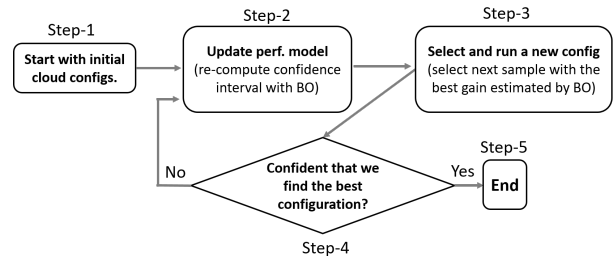 Step-1
Start with initial
cloud configs.
Step-2
Update perf. model
(re-compute confidence
interval with BO)
Step-3
Select and run a new config
(select next sample with the
best gain estimated by BO)
No
Confident that we
find the best
configuration?
Step-4
Yes
Step-5
End